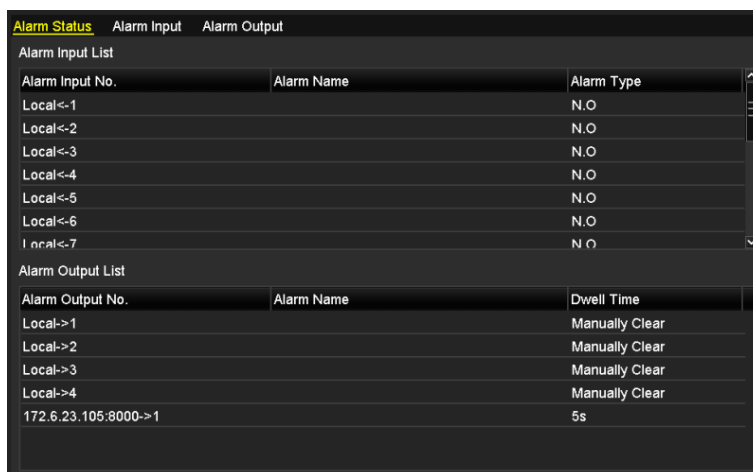 Alarm Status Alarm Input Alarm Output
Alarm Input List
Alarm Input No. Alarm Name Alarm Type
Local<-1 N.O
Local<-2 N.O
Local<-3 N.O
Local<-4 N.O
Local<-5 N.O
Local<-6 N.O
Local<-7 N.O
Alarm Output List
Alarm Output No. Alarm Name Dwell Time
Local->1 Manually Clear
Local->2 Manually Clear
Local->3 Manually Clear
Local->4 Manually Clear
172.6.23.105:8000->1 5s